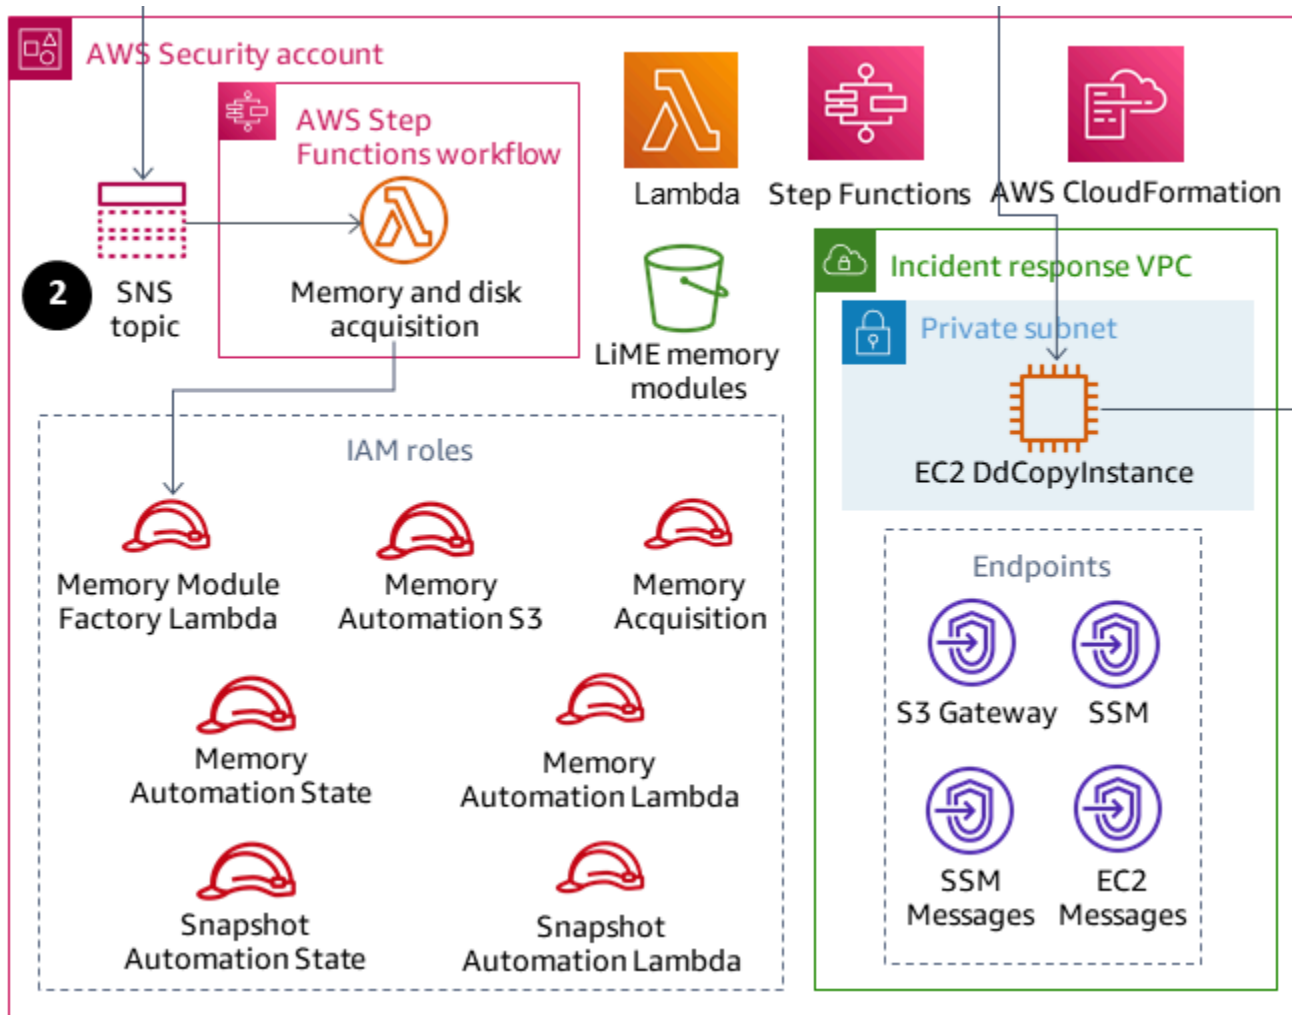 AWS Security account
AWS Step
Functions workflow
Lambda
Step Functions
AWS CloudFormation
2
SNS
topic
Memory and disk
acquisition
LiME memory
modules
Incident response VPC
Private subnet
EC2 DdCopyInstance
IAM roles
Memory Module
Factory Lambda
Memory
Automation S3
Memory
Acquisition
Memory
Automation State
Memory
Automation Lambda
Snapshot
Automation State
Snapshot
Automation Lambda
Endpoints
S3 Gateway
SSM
SSM
Messages
EC2
Messages